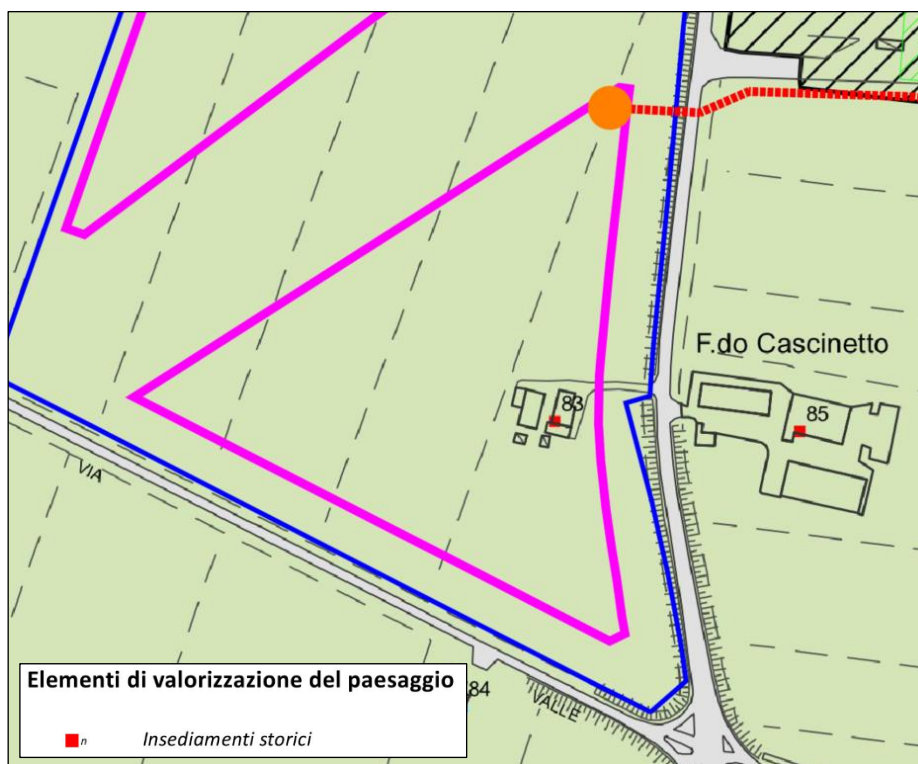 F.do Cascinetto
83
85
VIA
Elementi di valorizzazione del paesaggio
84
VALLE
n Insediamenti storici